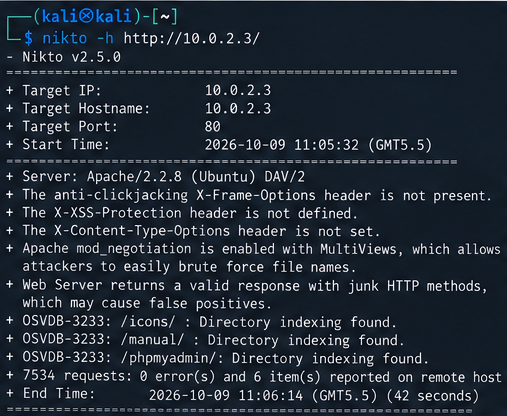 ┌──(kali㉿kali)-[~]
└─$ nikto -h http://10.0.2.3/
- Nikto v2.5.0
=======================================================
+ Target IP:          10.0.2.3
+ Target Hostname:    10.0.2.3
+ Target Port:        80
+ Start Time:         2026-10-09 11:05:32 (GMT5.5)
=======================================================
+ Server: Apache/2.2.8 (Ubuntu) DAV/2
+ The anti-clickjacking X-Frame-Options header is not present.
+ The X-XSS-Protection header is not defined.
+ The X-Content-Type-Options header is not set.
+ Apache mod_negotiation is enabled with MultiViews, which allows
attackers to easily brute force file names.
+ Web Server returns a valid response with junk HTTP methods,
which may cause false positives.
+ OSVDB-3233: /icons/ : Directory indexing found.
+ OSVDB-3233: /manual/ : Directory indexing found.
+ OSVDB-3233: /phpmyadmin/: Directory indexing found.
+ 7534 requests: 0 error(s) and 6 item(s) reported on remote host
+ End Time:       2026-10-09 11:06:14 (GMT5.5) (42 seconds)
=======================================================